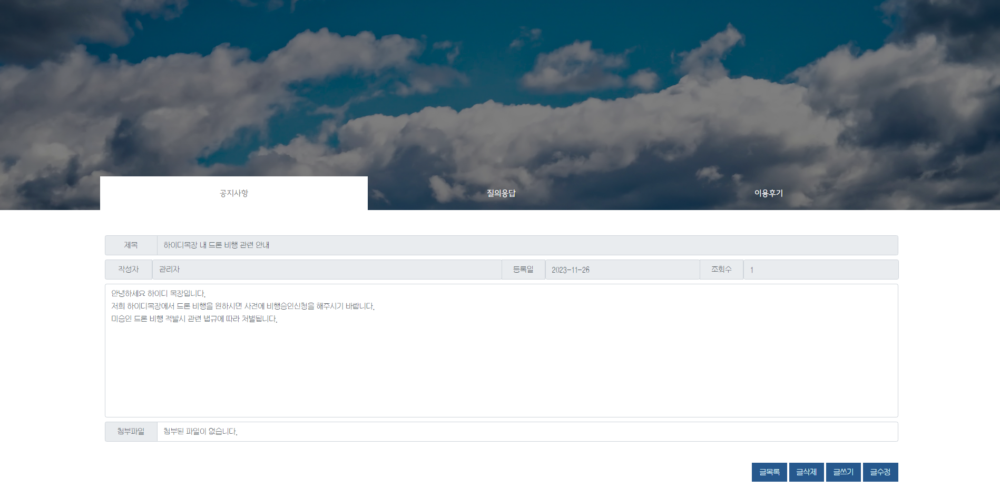 공지사항 질의응답 이용후기
제목 하이디목장 내 드론 비행 관련 안내
작성자 관리자 등록일 2023-11-26 조회수 1
안녕하세요 하이디 목장입니다.
저희 하이디목장에서 드론 비행을 원하시면 사전에 비행승인신청을 해주시기 바랍니다.
미승인 드론 비행 적발시 관련 법규에 따라 처벌됩니다.
첨부파일 첨부된 파일이 없습니다.
글목록 글삭제 글쓰기 글수정